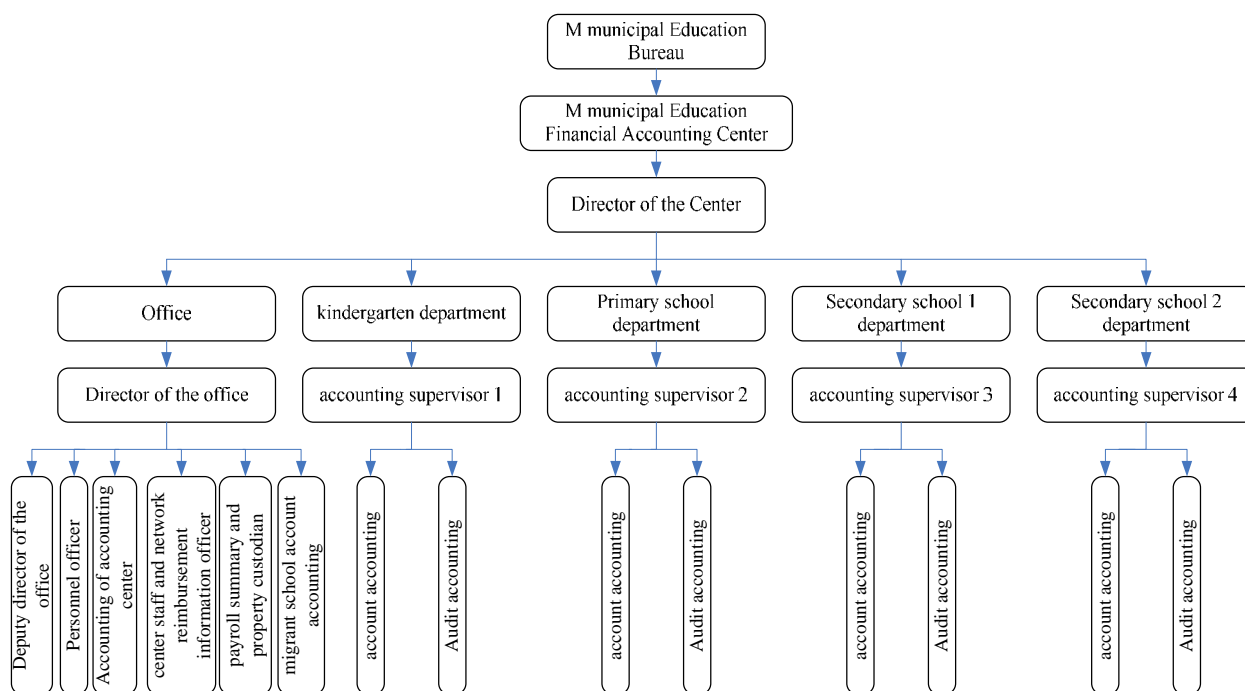 M municipal Education
Bureau
M municipal Education
Financial Accounting Center
Director of the Center
Office
kindergarten department
Primary school
department
Secondary school 1
department
Secondary school 2
department
Director of the office
accounting supervisor 1
accounting supervisor 2
accounting supervisor 3
accounting supervisor 4
Deputy director of the
office
Personnel officer
Accounting of accounting
center
center staff and network
reimbursement
information officer
payroll summary and
property custodian
migrant school account
accounting
account accounting
Audit accounting
account accounting
Audit accounting
account accounting
Audit accounting
account accounting
Audit accounting